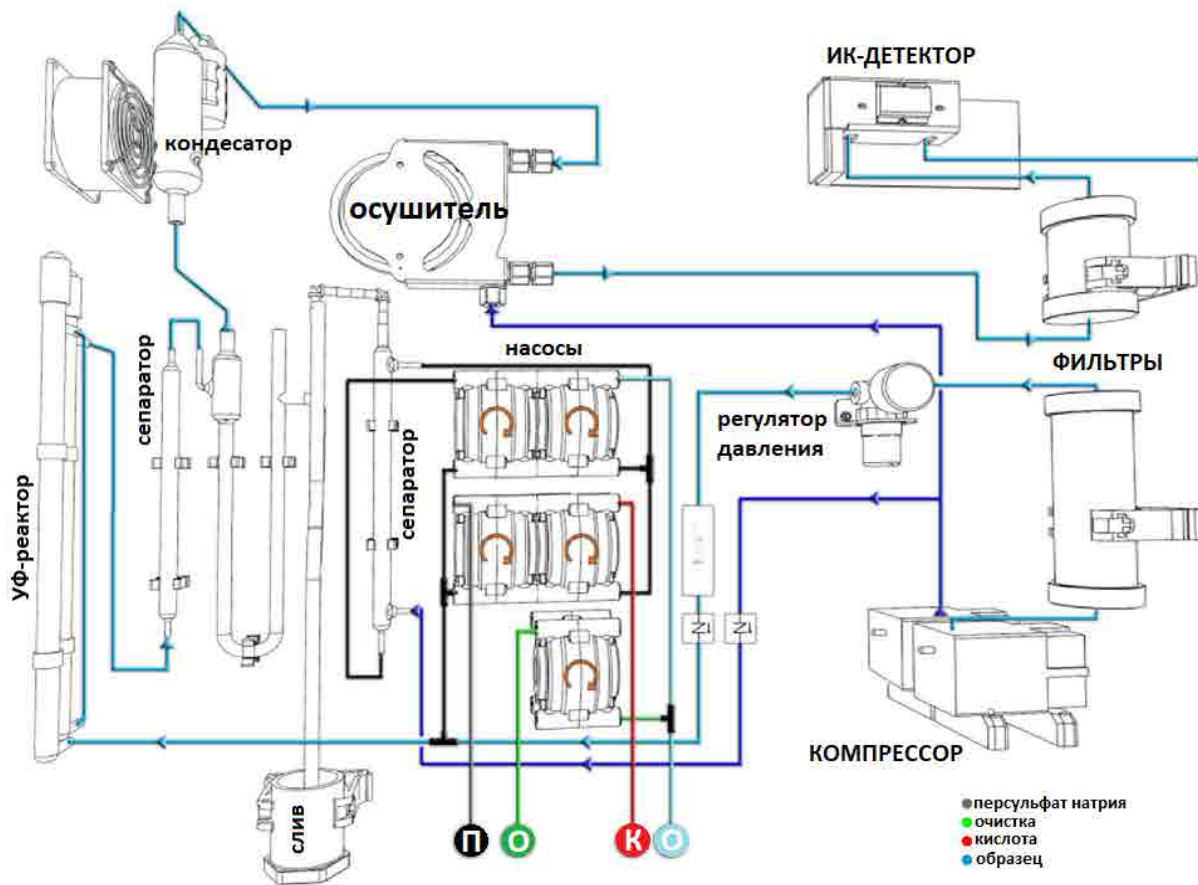 ИК-ДЕТЕКТОР
кондесатор
осушитель
насосы
ФИЛЬТРЫ
сепаратор
регулятор
давления
сепаратор
УФ-реактор
КОМПРЕССОР
слив
П
О
К
О
персульфат натрия
очистка
кислота
образец